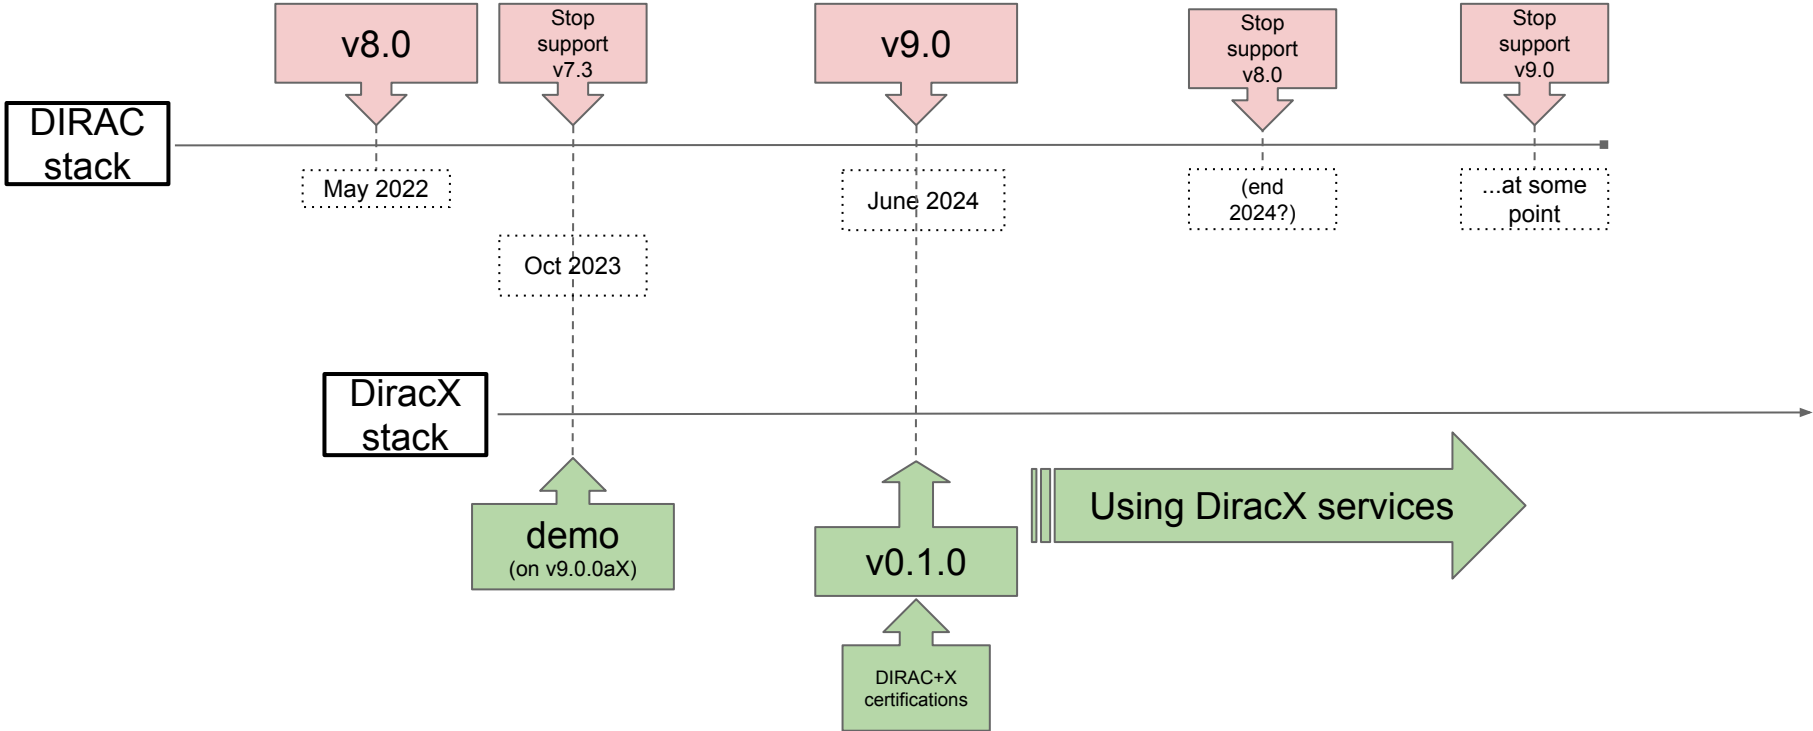 v8.0
Stop
support
v7.3
v9.0
Stop
support
v8.0
Stop
support
v9.0
DIRAC
stack
May 2022
June 2024
(end
2024?)
...at some
point
Oct 2023
DiracX
stack
demo
(on v9.0.0aX)
v0.1.0
Using DiracX services
DIRAC+X
certifications